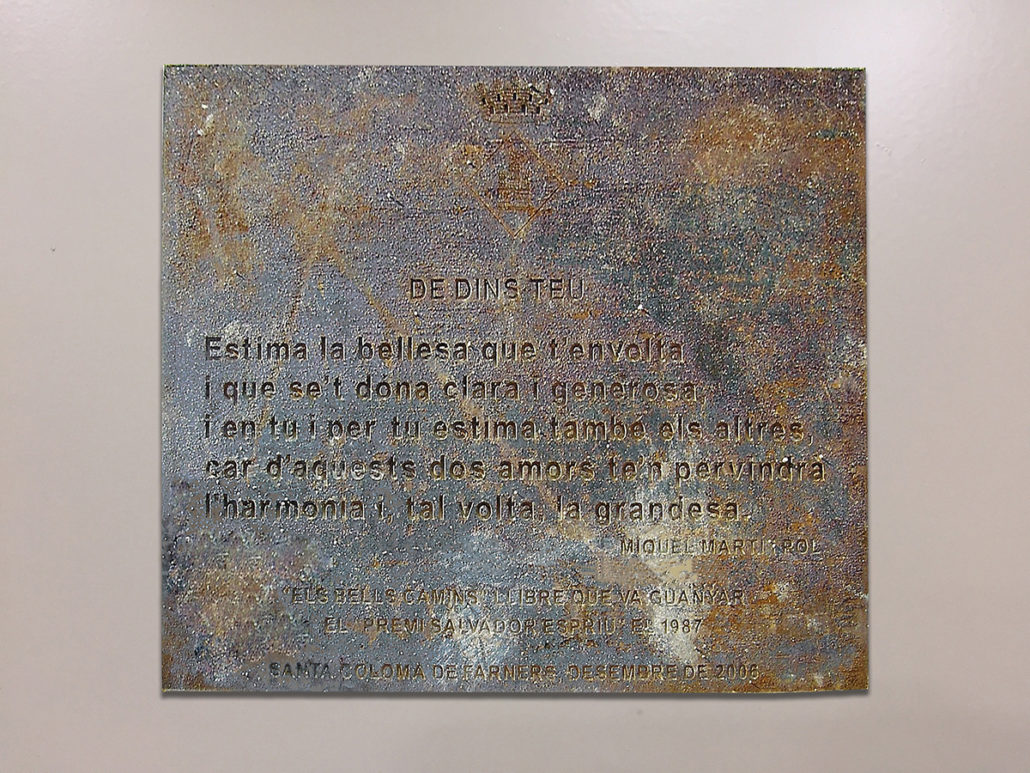 DE DINS TEU
Estima la bellesa que t'envolta
i que se't dóna clara i generosa,
i en tu i per tu estima també els altres,
car d'aquests dos amors te'n pervindrà
l'harmonia i, tal volta, la grandesa.
MIQUEL MARTÍ I POL
"ELS BELLS CAMINS" LLIBRE QUE VA GUANYAR
EL "PREMI SALVADOR ESPRIU" EL 1987
SANTA COLOMA DE FARNERS, DESEMBRE DE 2006